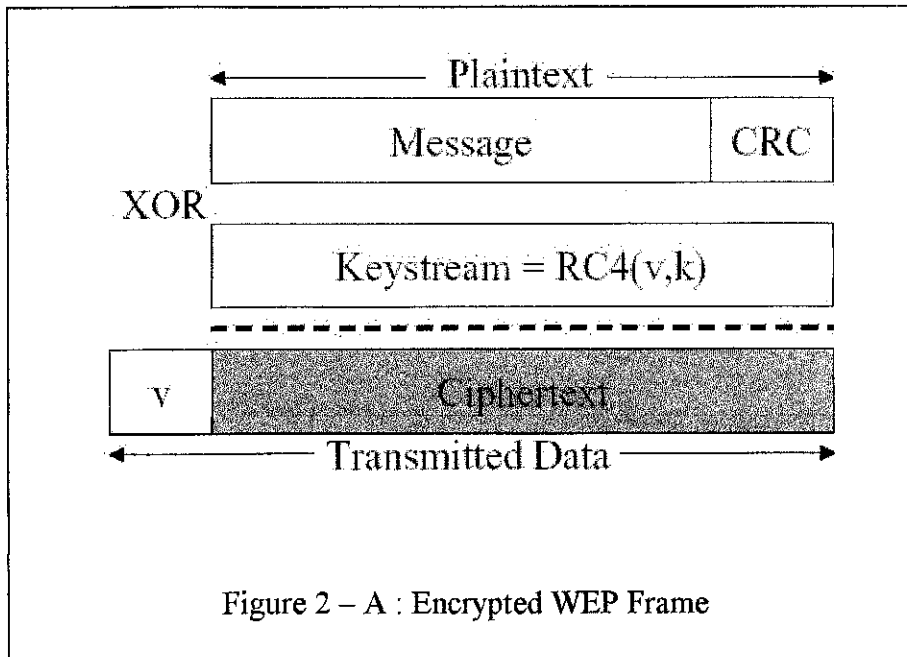 Plaintext
Message CRC
XOR
Keystream = RC4(v,k)
v Ciphertext
Transmitted Data
Figure 2 – A : Encrypted WEP Frame